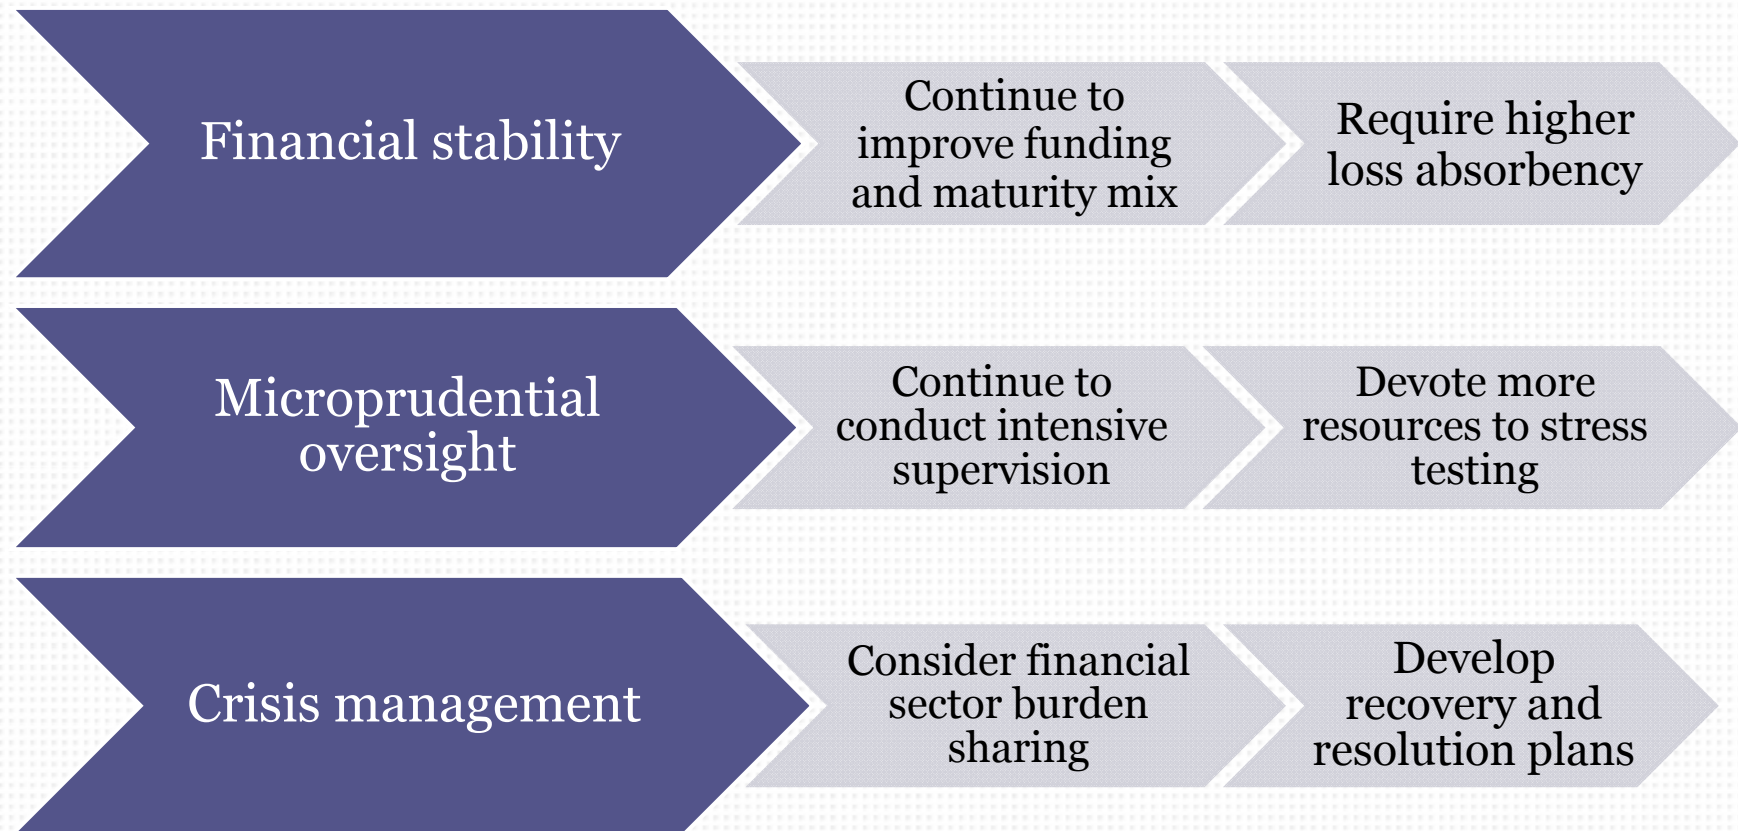 Financial stability
Continue to
improve funding
and maturity mix
Require higher
loss absorbency
Microprudential
oversight
Continue to
conduct intensive
supervision
Devote more
resources to stress
testing
Crisis management
Consider financial
sector burden
sharing
Develop
recovery and
resolution plans